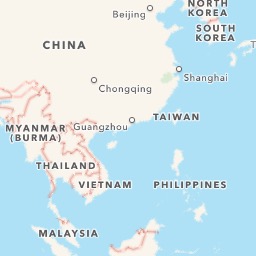 NORTH
KOREA
Beijing
SOUTH
KOREA
CHINA
Shanghai
Chongqing
TAIWAN
Guangzhou
MYANMAR
(BURMA)
THAILAND
VIETNAM
PHILIPPINES
MALAYSIA